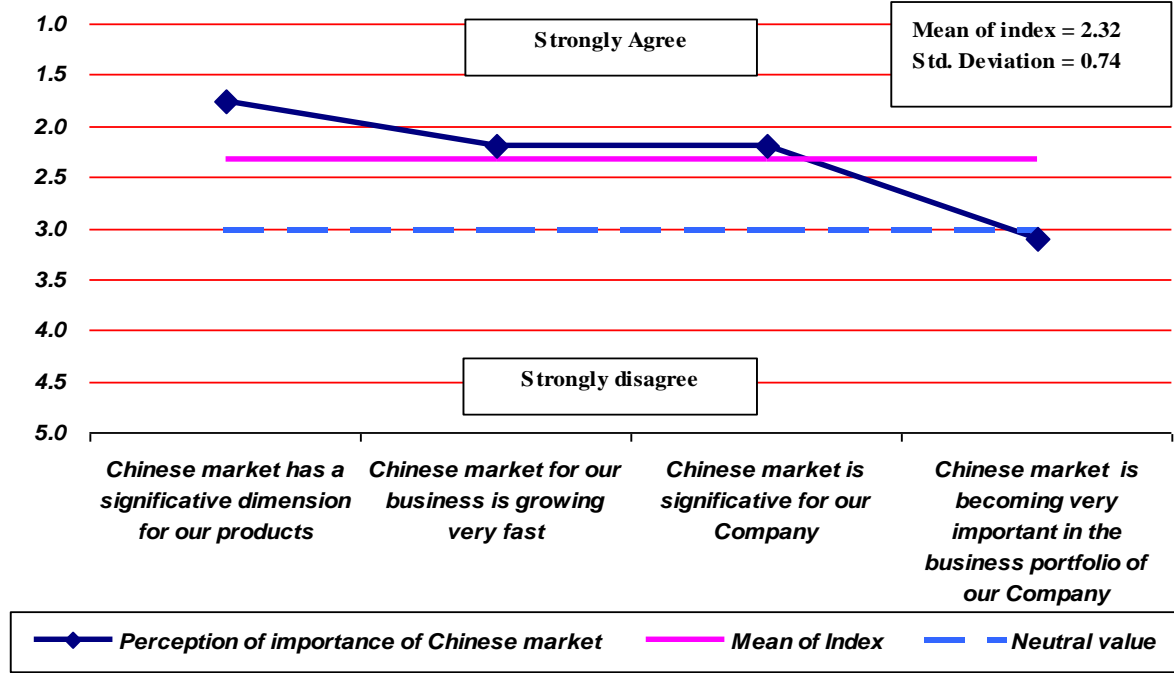 1.0
1.5
2.0
2.5
3.0
3.5
4.0
4.5
5.0
Strongly Agree
Mean of index = 2.32
Std. Deviation = 0.74
Strongly disagree
Chinese market has a
significative dimension
for our products
Chinese market for our
business is growing
very fast
Chinese market is
significative for our
Company
Chinese market  is
becoming very
important in the
business portfolio of
our Company
Perception of importance of Chinese market
Mean of Index
Neutral value